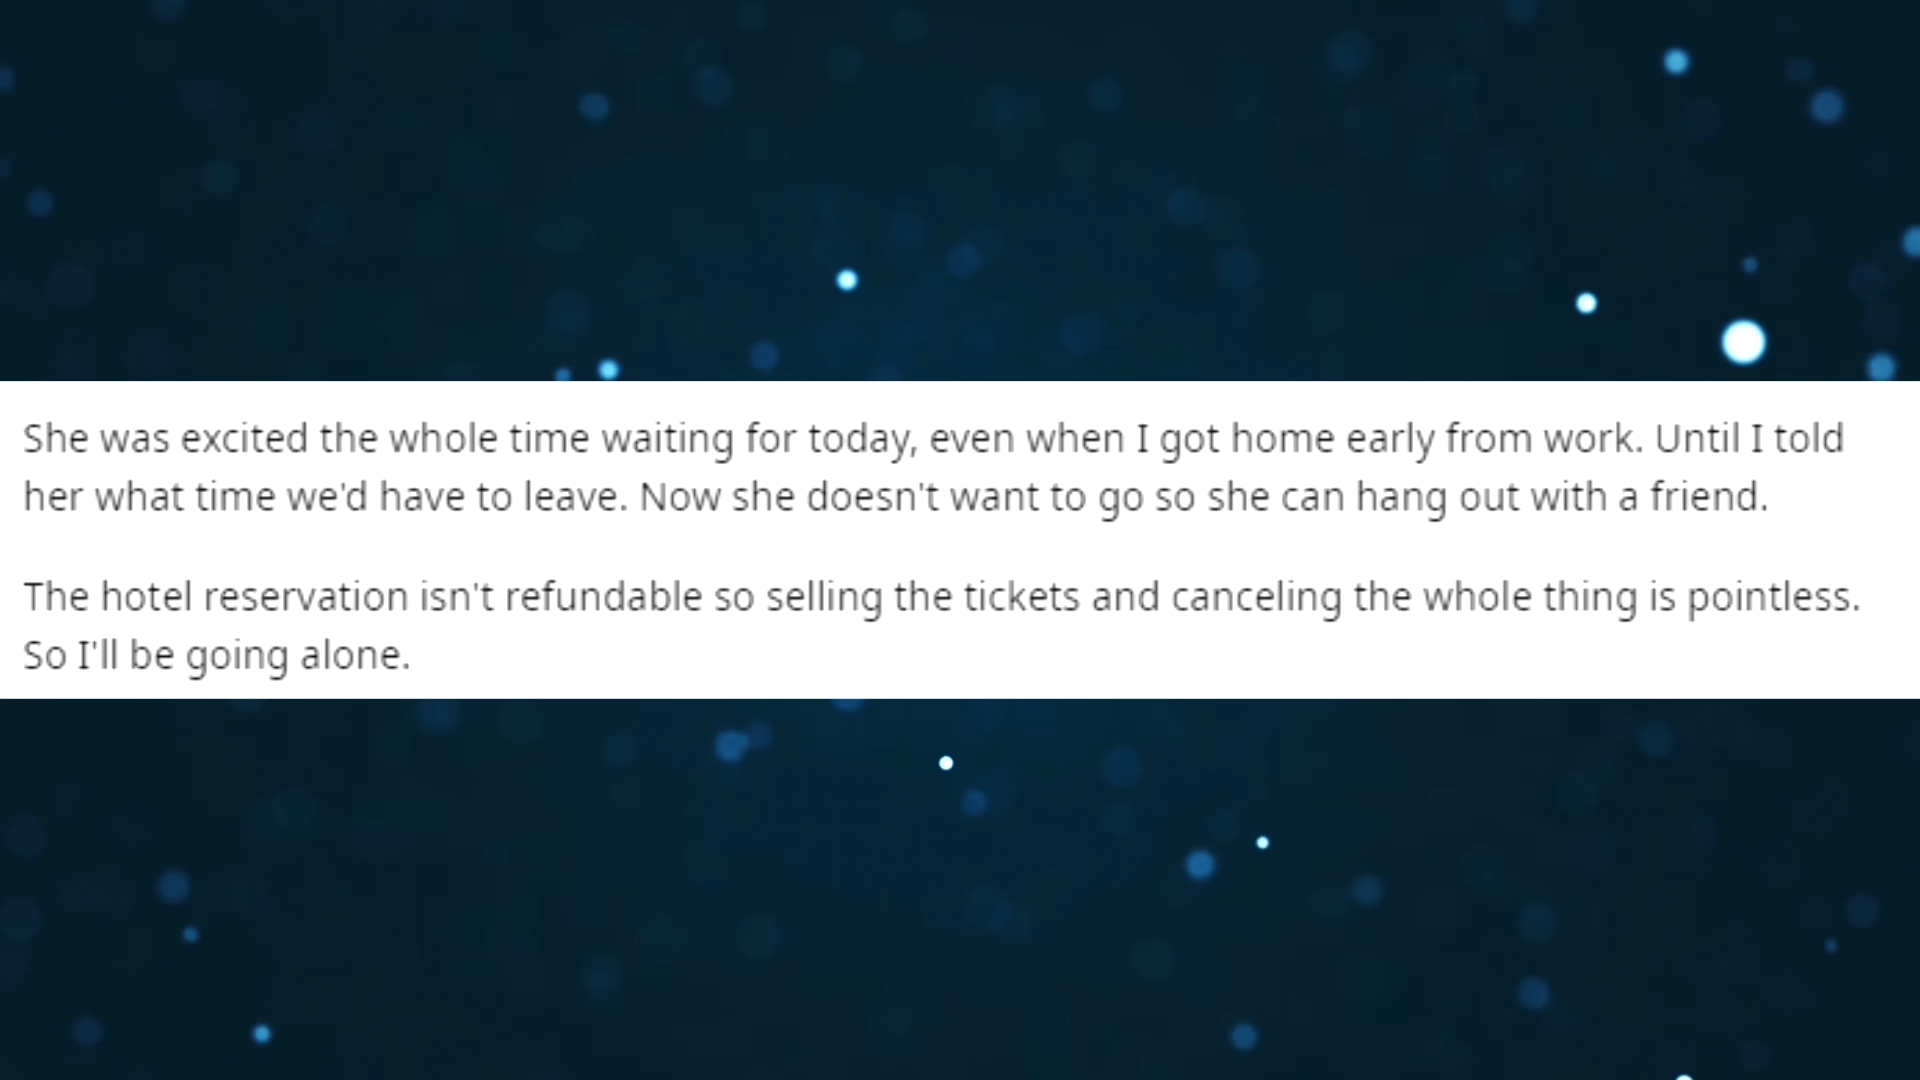 She was excited the whole time waiting for today, even when I got home early from work. Until I told
her what time we'd have to leave. Now she doesn't want to go so she can hang out with a friend.
The hotel reservation isn't refundable so selling the tickets and canceling the whole thing is pointless.
So I'll be going alone.